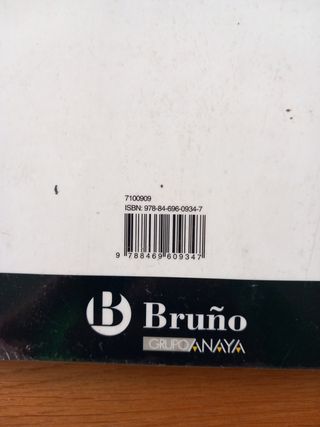 7100909
ISBN: 978-84-696-0934-7
9 788469 609347
B Bruño
GRUPO ANAYA